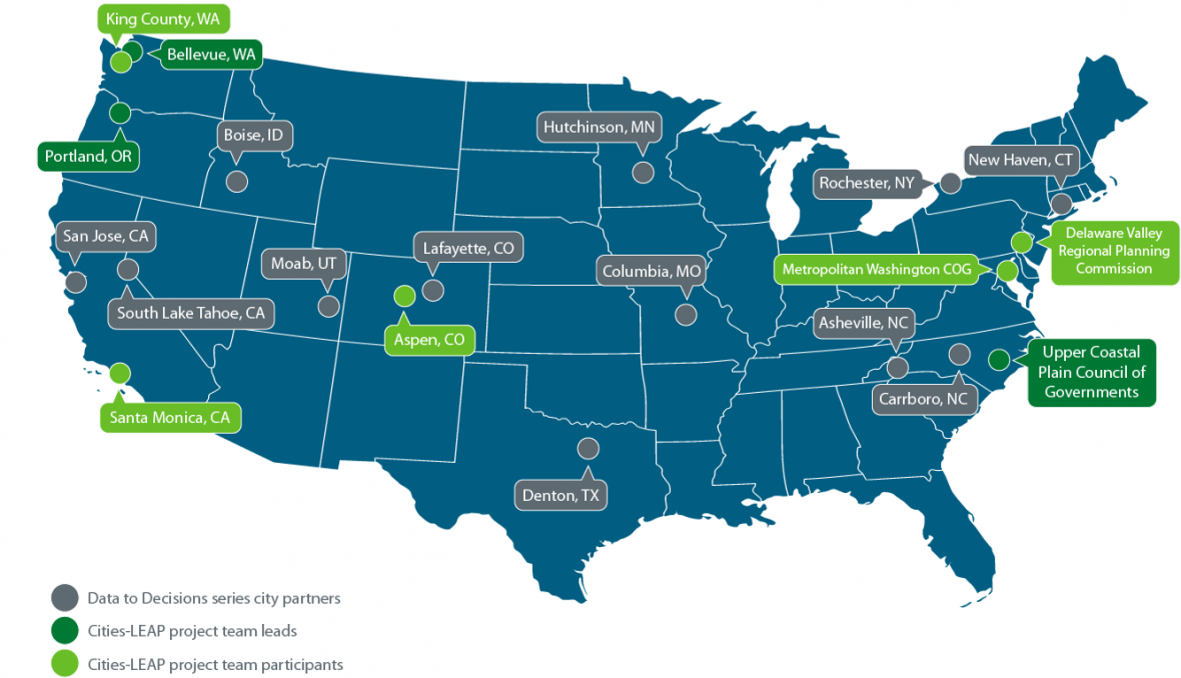 King County, WA
Bellevue, WA
Portland, OR
Boise, ID
Hutchinson, MN
Rochester, NY
New Haven, CT
San Jose, CA
Moab, UT
Lafayette, CO
Columbia, MO
Metropolitan Washington COG
Delaware Valley
Regional Planning
Commission
South Lake Tahoe, CA
Aspen, CO
Asheville, NC
Upper Coastal
Plain Council of
Governments
Santa Monica, CA
Carrboro, NC
Denton, TX
Data to Decisions series city partners
Cities-LEAP project team leads
Cities-LEAP project team participants